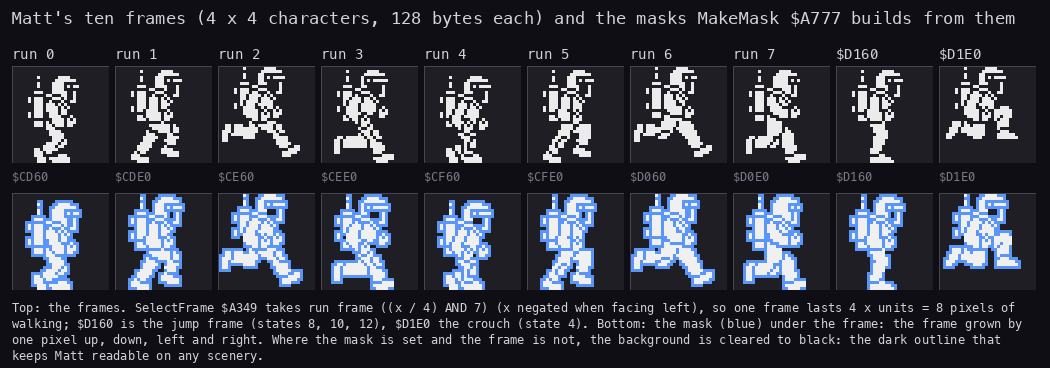 Matt's ten frames (4 x 4 characters, 128 bytes each) and the masks MakeMask $A777 builds from them
run 0 run 1 run 2 run 3 run 4 run 5 run 6 run 7 $D160 $D1E0
$CD60 $CDE0 $CE60 $CEE0 $CF60 $CFE0 $D060 $D0E0 $D160 $D1E0
Top: the frames. SelectFrame $A349 takes run frame ((x / 4) AND 7) (x negated when facing left), so one frame lasts 4 x units = 8 pixels of
walking; $D160 is the jump frame (states 8, 10, 12), $D1E0 the crouch (state 4). Bottom: the mask (blue) under the frame: the frame grown by
one pixel up, down, left and right. Where the mask is set and the frame is not, the background is cleared to black: the dark outline that
keeps Matt readable on any scenery.